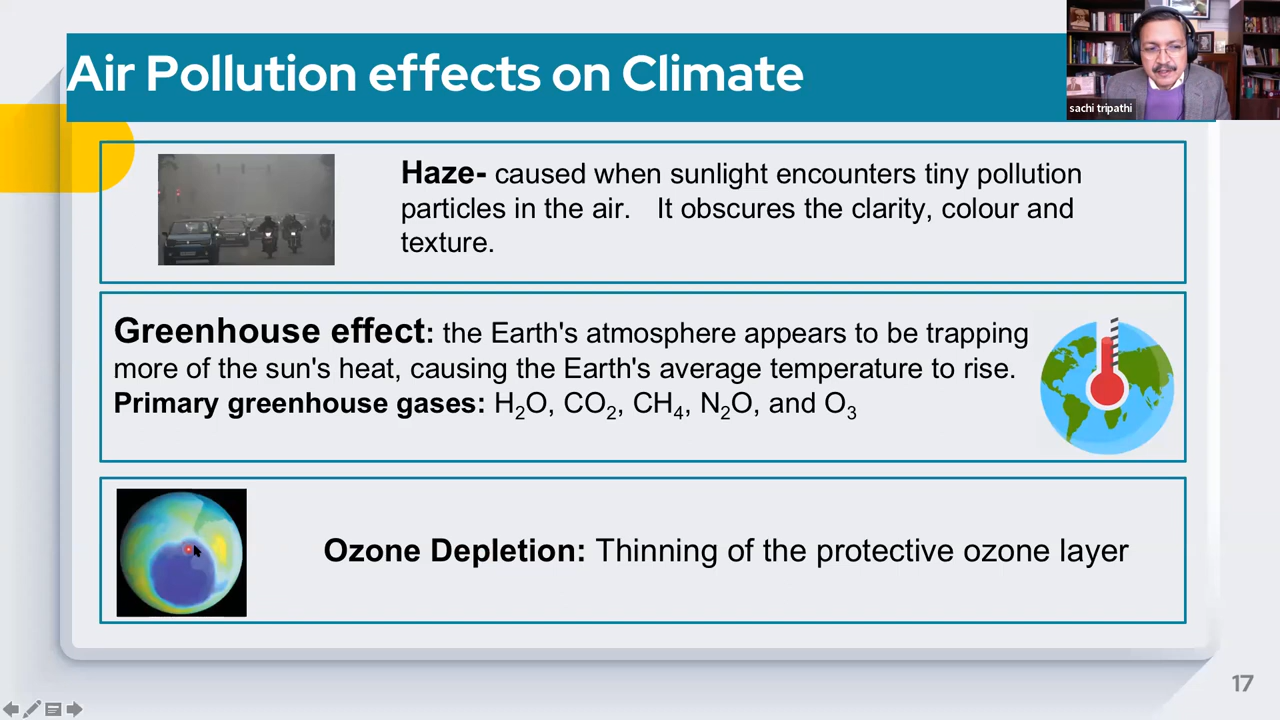 Air Pollution effects on Climate
sachi tripathi
Haze- caused when sunlight encounters tiny pollution
particles in the air. It obscures the clarity, colour and
texture.
Greenhouse effect: the Earth's atmosphere appears to be trapping
more of the sun's heat, causing the Earth's average temperature to rise.
Primary greenhouse gases: H₂O, CO₂, CH₄, N₂O, and O₃
Ozone Depletion: Thinning of the protective ozone layer
17